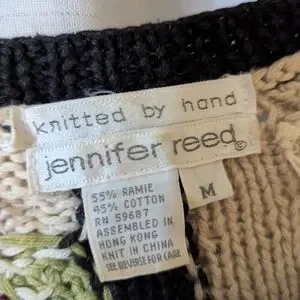 knitted by hand
jennifer reed©
55% RAMIE
45% COTTON
RN 59687
ASSEMBLED IN
HONG KONG
KNIT IN CHINA
SEE REVERSE FOR CARE
M